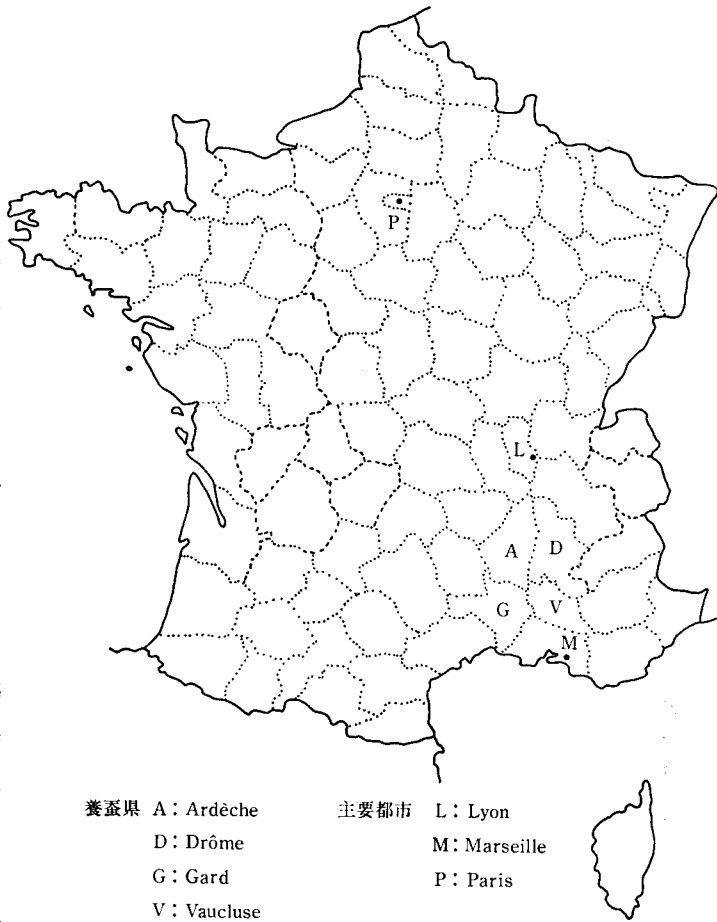 P
L
A D
G V
M
養蚕県 A：Ardèche 主要都市 L：Lyon
D：Drôme M：Marseille
G：Gard P：Paris
V：Vaucluse